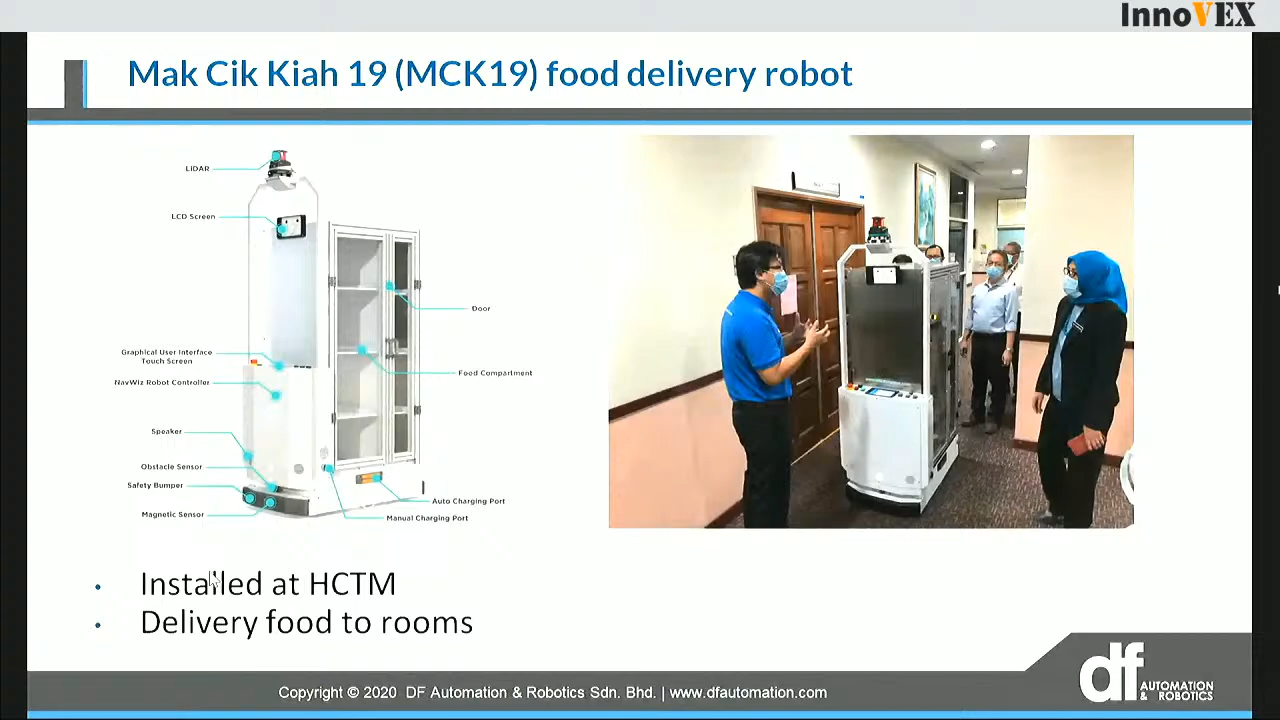 InnoVEX
Mak Cik Kiah 19 (MCK19) food delivery robot
LiDAR
LCD Screen
Door
Graphical User Interface
Touch Screen
Food Compartment
NavWiz Robot Controller
Speaker
Obstacle Sensor
Safety Bumper
Auto Charging Port
Magnetic Sensor
Manual Charging Port
• Installed at HCTM
• Delivery food to rooms
Copyright © 2020 DF Automation & Robotics Sdn. Bhd. | www.dfautomation.com
df AUTOMATION
& ROBOTICS